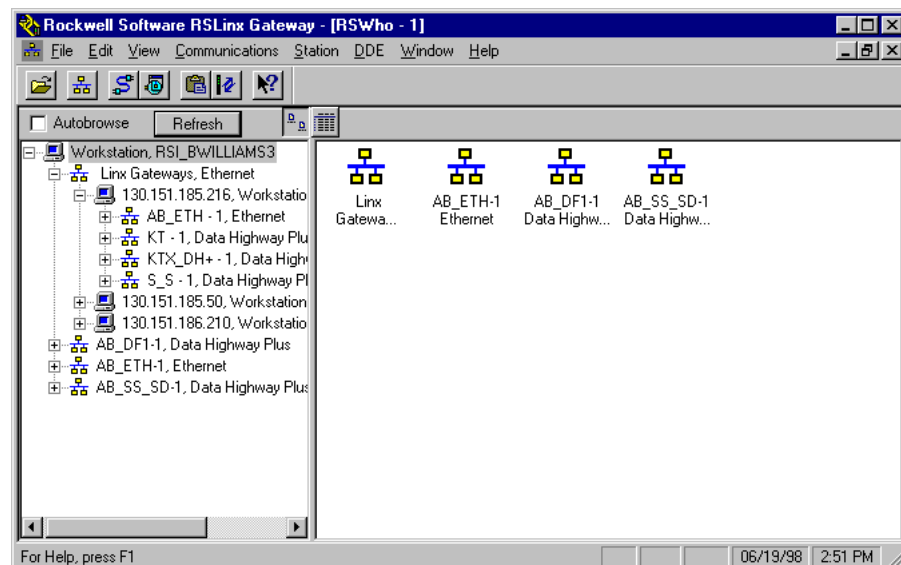 Rockwell Software RSLinx Gateway - [RSWho - 1]
File Edit View Communications Station DDE Window Help
Autobrowse Refresh
Workstation, RSI_BWILLIAMS3
Linx Gateways, Ethernet
130.151.185.216, Workstatio
AB_ETH - 1, Ethernet
KT - 1, Data Highway Plu
KTX_DH+ - 1, Data High
S_S - 1, Data Highway Pl
130.151.185.50, Workstation
130.151.186.210, Workstatio
AB_DF1-1, Data Highway Plus
AB_ETH-1, Ethernet
AB_SS_SD-1, Data Highway Plus
Linx Gatewa...
AB_ETH-1 Ethernet
AB_DF1-1 Data Highw...
AB_SS_SD-1 Data Highw...
For Help, press F1
06/19/98 2:51 PM